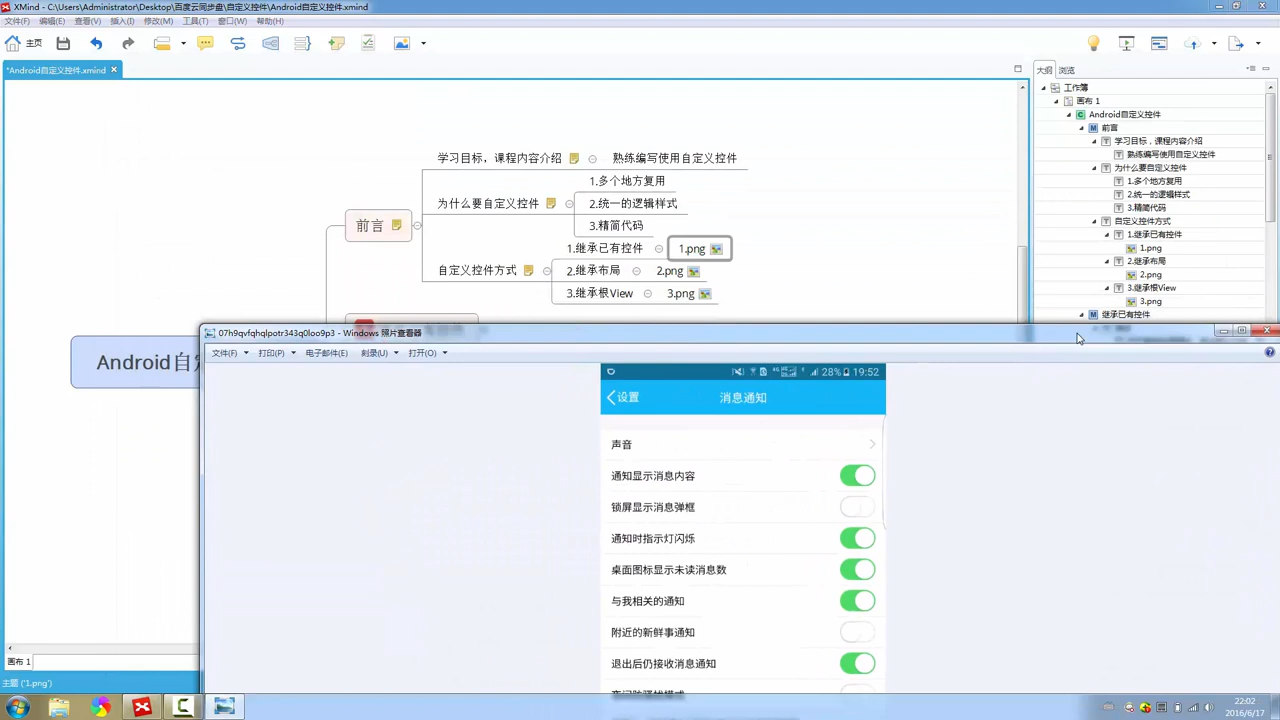 XMind - C:\Users\Administrator\Desktop\百度云同步盘\自定义控件\Android自定义控件.xmind
文件(F) 编辑(E) 查看(V) 插入(I) 修改(M) 工具(T) 窗口(W) 帮助(H)
主页
*Android自定义控件.xmind
大纲 浏览
工作簿
画布 1
Android自定义控件
前言
学习目标，课程内容介绍
熟练编写使用自定义控件
为什么要自定义控件
1.多个地方复用
2.统一的逻辑样式
3.精简代码
自定义控件方式
1.继承已有控件
1.png
2.继承布局
2.png
3.继承根View
3.png
继承已有控件
前言
学习目标，课程内容介绍 熟练编写使用自定义控件
为什么要自定义控件
1.多个地方复用
2.统一的逻辑样式
3.精简代码
自定义控件方式
1.继承已有控件 1.png
2.继承布局 2.png
3.继承根View 3.png
Android自
07h9qvfqhqlpotr343q0loo9p3 - Windows 照片查看器
文件(F) 打印(P) 电子邮件(E) 刻录(U) 打开(O)
28% 19:52
设置 消息通知
声音
通知显示消息内容
锁屏显示消息弹框
通知时指示灯闪烁
桌面图标显示未读消息数
与我相关的通知
附近的新鲜事通知
退出后仍接收消息通知
画布 1
主题 ('1.png')
22:02
2016/6/17